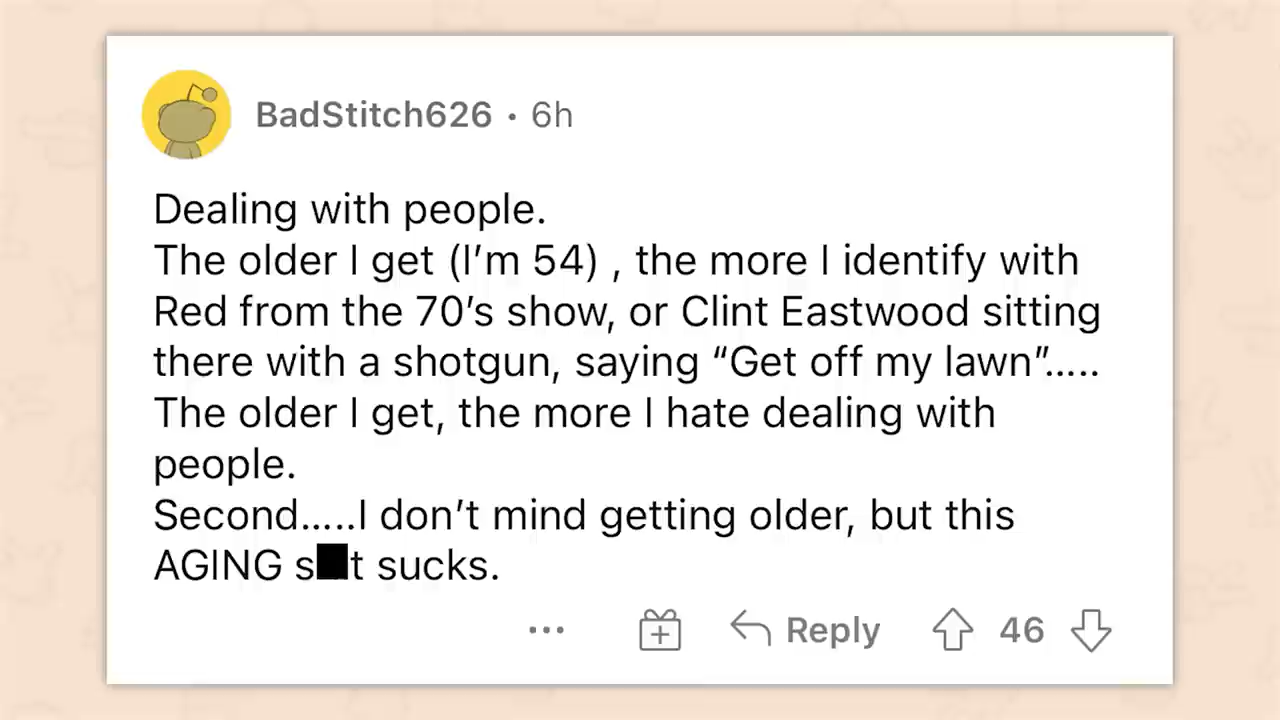 BadStitch626 • 6h
Dealing with people.
The older I get (I'm 54) , the more I identify with
Red from the 70's show, or Clint Eastwood sitting
there with a shotgun, saying “Get off my lawn”.....
The older I get, the more I hate dealing with
people.
Second.....I don't mind getting older, but this
AGING s■t sucks.
... Reply 46